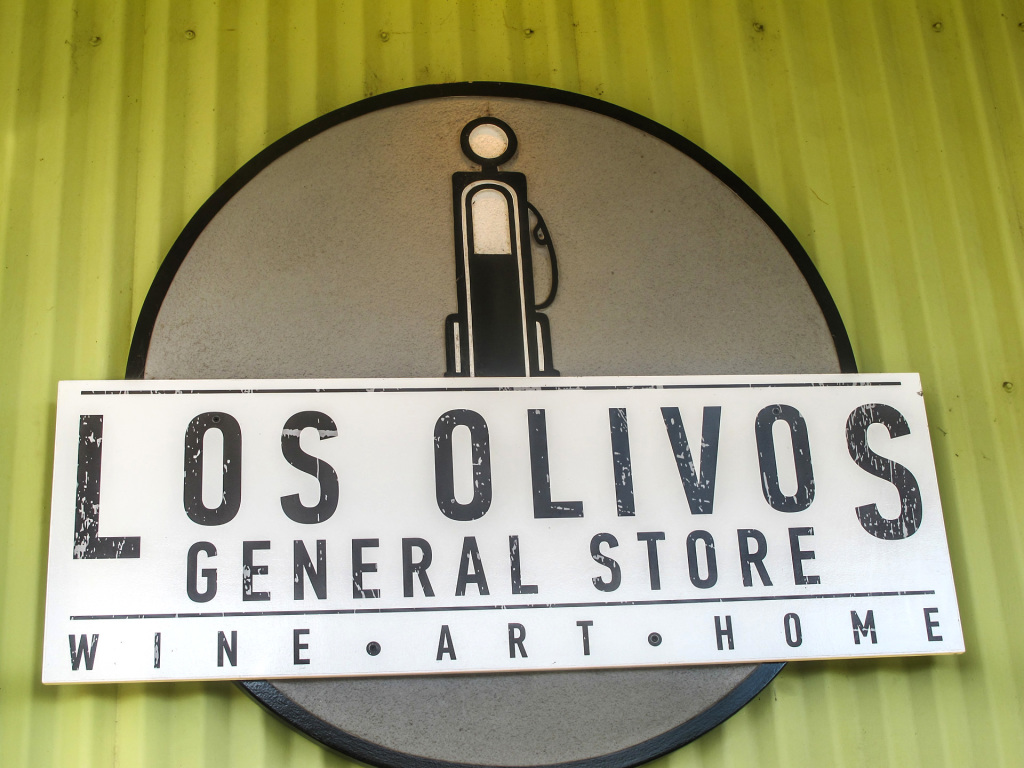 LOS OLIVOS
GENERAL STORE
WINE • ART • HOME